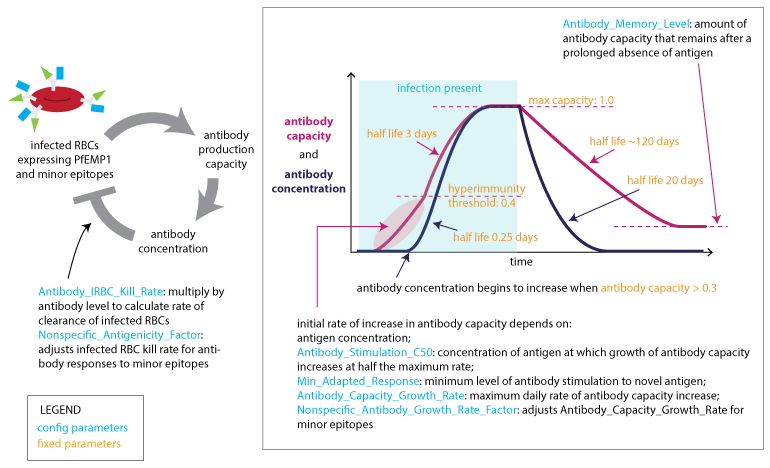 Antibody_Memory_Level: amount of
antibody capacity that remains after a
prolonged absence of antigen
infection present
max capacity: 1.0
antibody
capacity
and
antibody
concentration
half life 3 days
half life ~120 days
hyperimmunity
threshold: 0.4
half life 20 days
half life 0.25 days
time
antibody concentration begins to increase when antibody capacity > 0.3
infected RBCs
expressing PfEMP1
and minor epitopes
antibody
production
capacity
antibody
concentration
Antibody_IRBC_Kill_Rate: multiply by
antibody level to calculate rate of
clearance of infected RBCs
Nonspecific_Antigenicity_Factor:
adjusts infected RBC kill rate for anti-
body responses to minor epitopes
initial rate of increase in antibody capacity depends on:
antigen concentration;
Antibody_Stimulation_C50: concentration of antigen at which growth of antibody capacity
increases at half the maximum rate;
Min_Adapted_Response: minimum level of antibody stimulation to novel antigen;
Antibody_Capacity_Growth_Rate: maximum daily rate of antibody capacity increase;
Nonspecific_Antibody_Growth_Rate_Factor: adjusts Antibody_Capacity_Growth_Rate for
minor epitopes
LEGEND
config parameters
fixed parameters